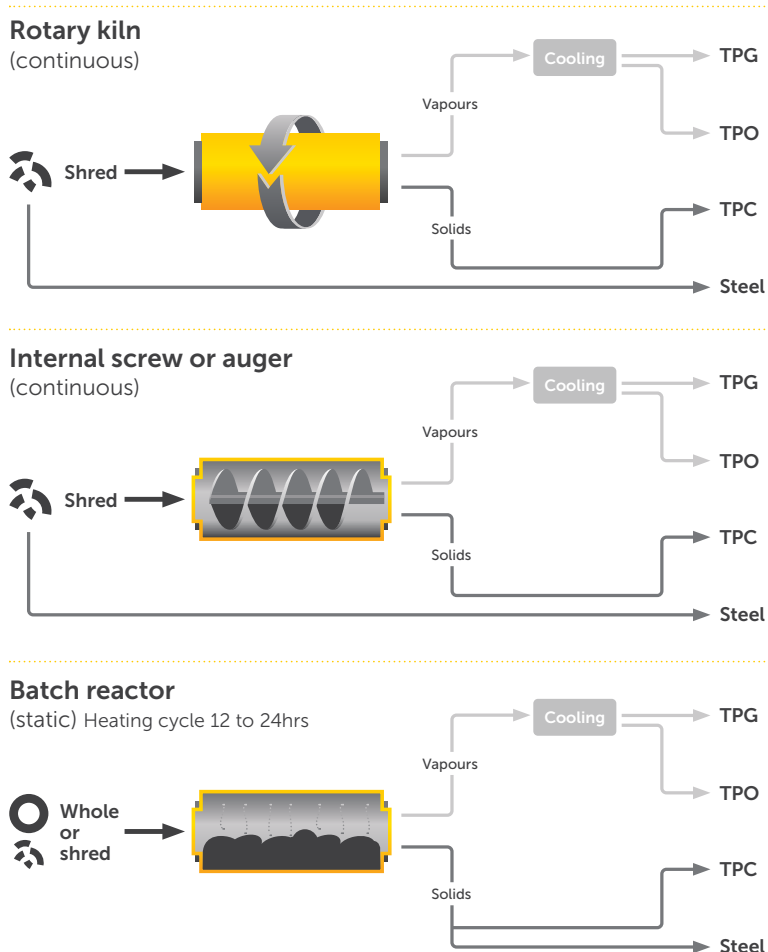 Rotary kiln
(continuous)
Cooling
TPG
Vapours
TPO
Shred
TPC
Solids
Steel
Internal screw or auger
(continuous)
Cooling
TPG
Vapours
TPO
Shred
TPC
Solids
Steel
Batch reactor
(static) Heating cycle 12 to 24hrs
Cooling
TPG
Vapours
TPO
Whole
or
shred
TPC
Solids
Steel